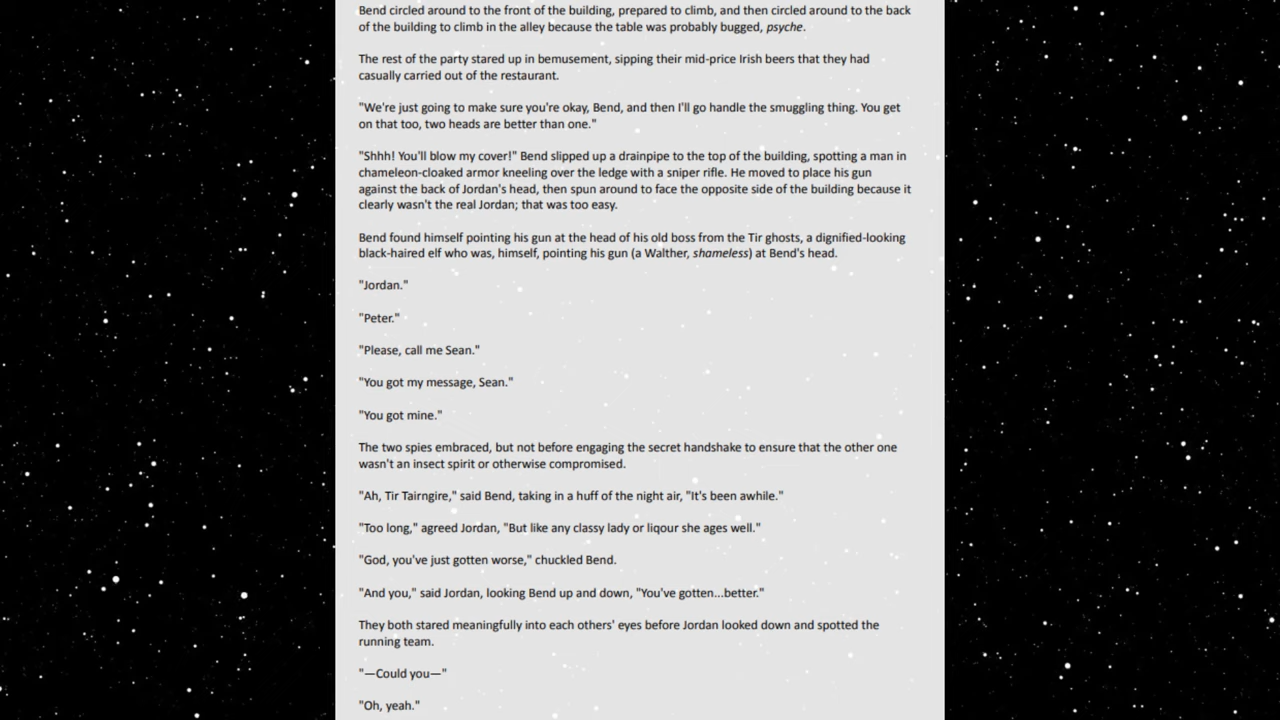 Bend circled around to the front of the building, prepared to climb, and then circled around to the back
of the building to climb in the alley because the table was probably bugged, psyche.
The rest of the party stared up in bemusement, sipping their mid-price Irish beers that they had
casually carried out of the restaurant.
"We're just going to make sure you're okay, Bend, and then I'll go handle the smuggling thing. You get
on that too, two heads are better than one."
"Shhh! You'll blow my cover!" Bend slipped up a drainpipe to the top of the building, spotting a man in
chameleon-cloaked armor kneeling over the ledge with a sniper rifle. He moved to place his gun
against the back of Jordan's head, then spun around to face the opposite side of the building because it
clearly wasn't the real Jordan; that was too easy.
Bend found himself pointing his gun at the head of his old boss from the Tir ghosts, a dignified-looking
black-haired elf who was, himself, pointing his gun (a Walther, shameless) at Bend's head.
"Jordan."
"Peter."
"Please, call me Sean."
"You got my message, Sean."
"You got mine."
The two spies embraced, but not before engaging the secret handshake to ensure that the other one
wasn't an insect spirit or otherwise compromised.
"Ah, Tir Tairngire," said Bend, taking in a huff of the night air, "It's been awhile."
"Too long," agreed Jordan, "But like any classy lady or liqour she ages well."
"God, you've just gotten worse," chuckled Bend.
"And you," said Jordan, looking Bend up and down, "You've gotten...better."
They both stared meaningfully into each others' eyes before Jordan looked down and spotted the
running team.
"—Could you—"
"Oh, yeah."